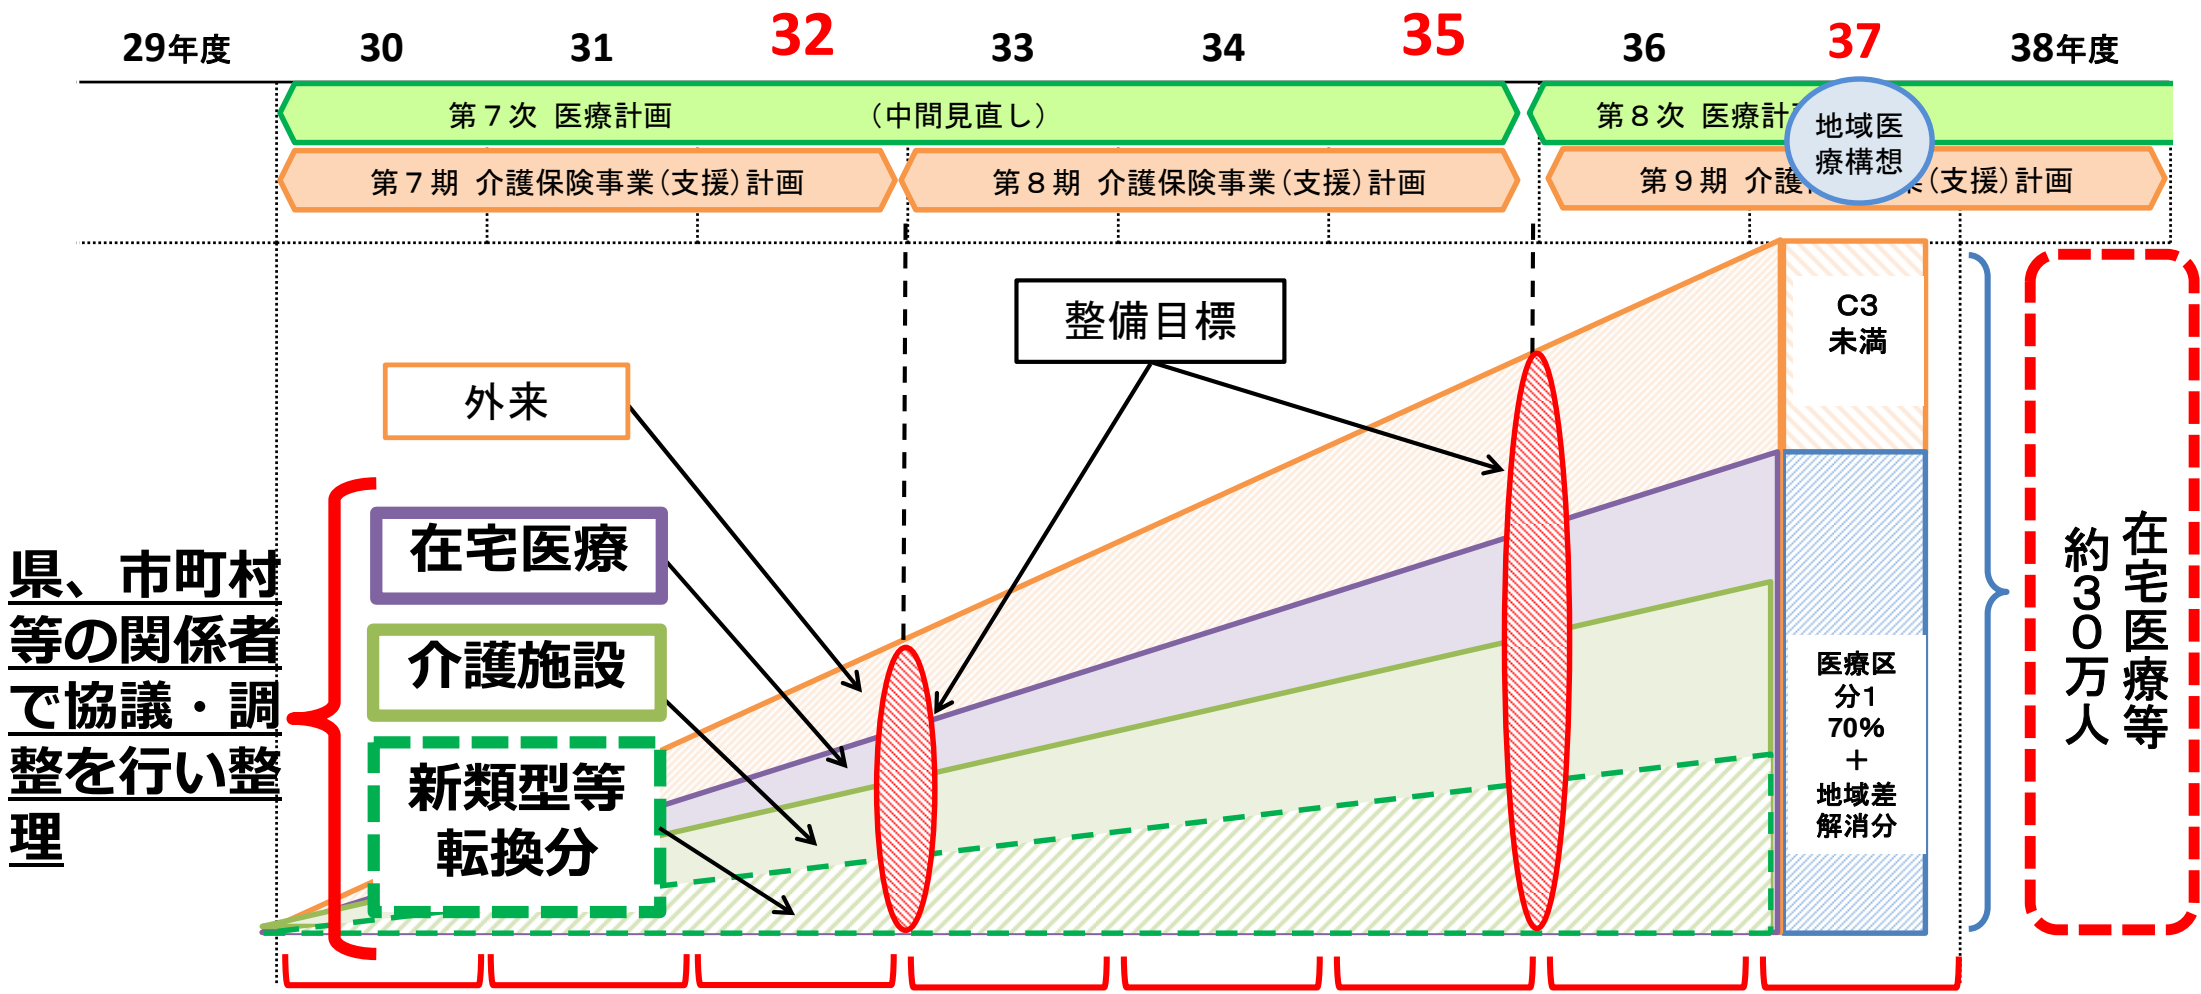 29年度 30 31 32 33 34 35 36 37 38年度
第７次 医療計画 （中間見直し） 第８次 医療計
地域医
療構想
第７期 介護保険事業（支援）計画 第８期 介護保険事業（支援）計画 第９期 介護 （支援）計画
整備目標
外来
在宅医療
介護施設
新類型等
転換分
県、市町村
等の関係者
で協議・調
整を行い整
理
C3
未満
医療区
分1
70%
＋
地域差
解消分
在宅医療等
約３０万人